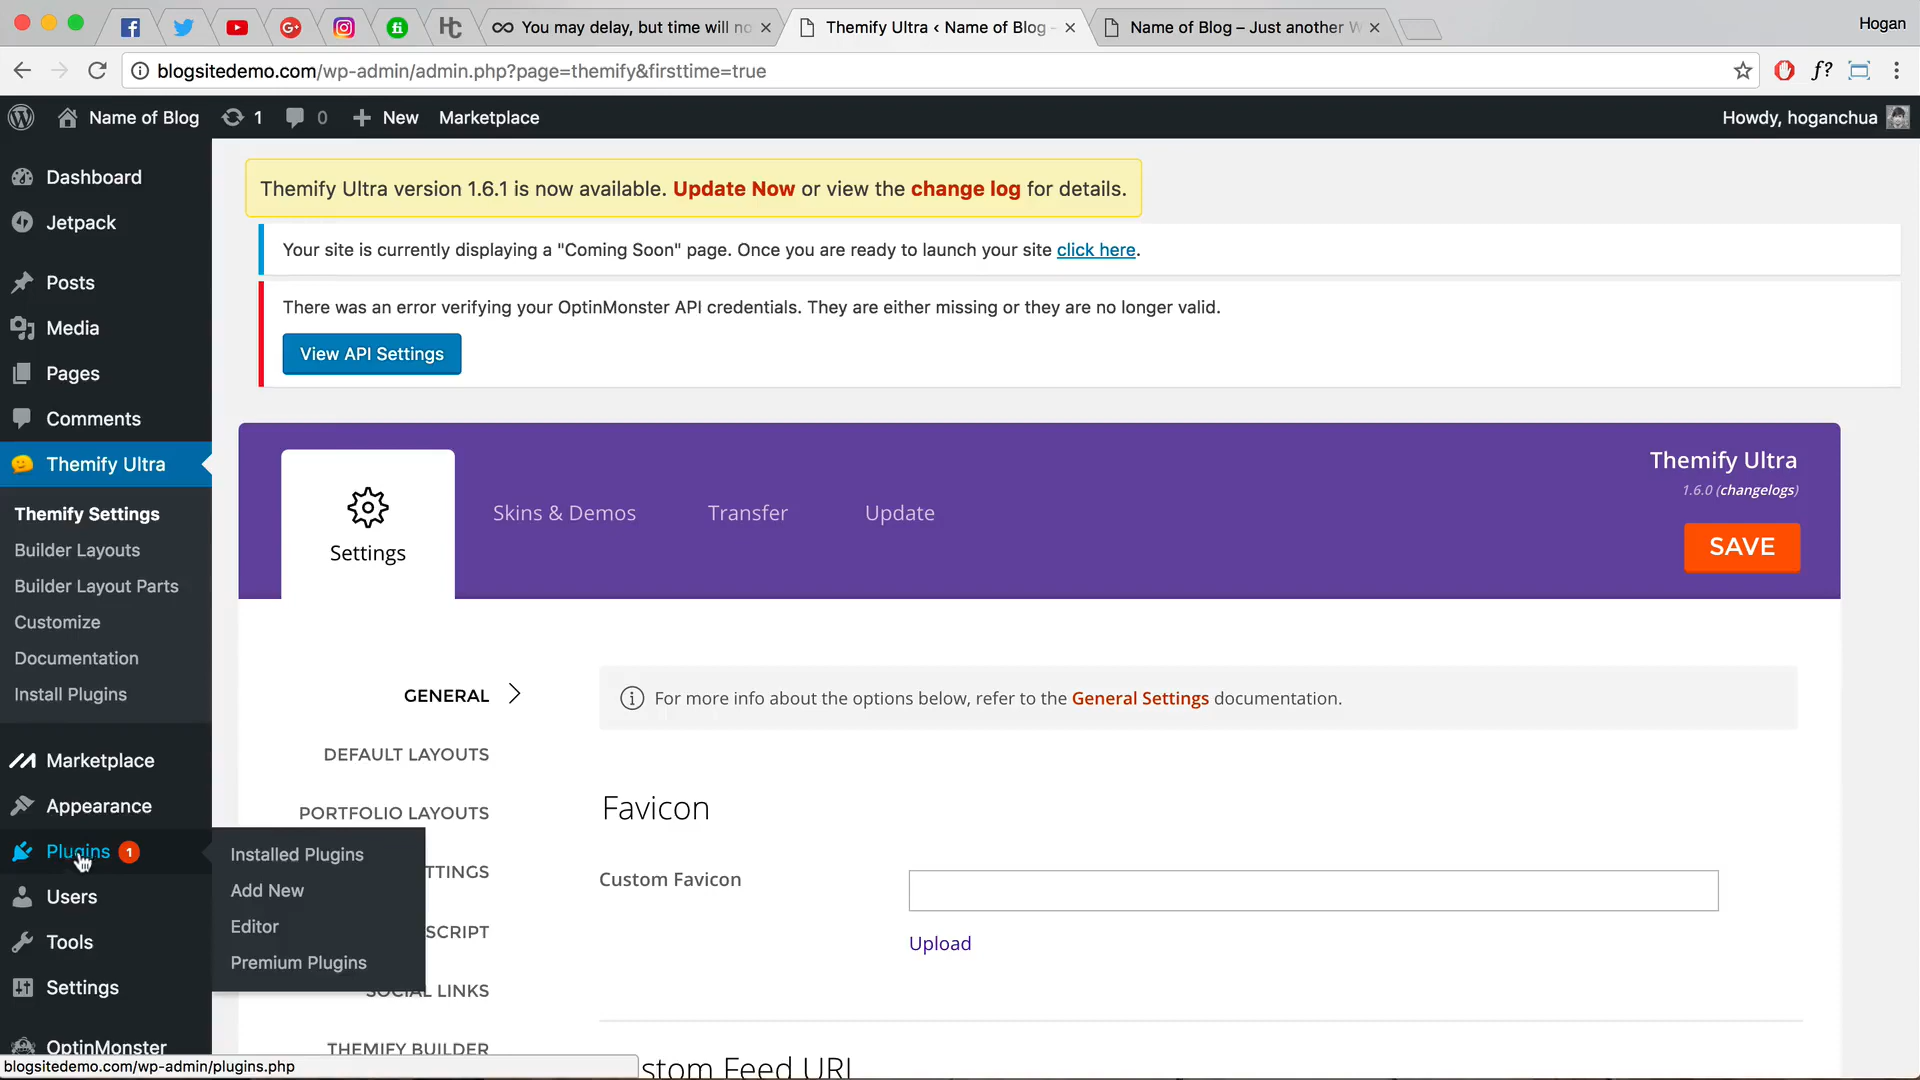 You may delay, but time will no
Themify Ultra ‹ Name of Blog -
Name of Blog – Just another W
Hogan
blogsitedemo.com/wp-admin/admin.php?page=themify&firsttime=true
f?
Name of Blog
1
0
New
Marketplace
Howdy, hoganchua
Dashboard
Jetpack
Posts
Media
Pages
Comments
Themify Ultra
Themify Settings
Builder Layouts
Builder Layout Parts
Customize
Documentation
Install Plugins
Marketplace
Appearance
Plugins 1
Users
Tools
Settings
OptinMonster
Installed Plugins
Add New
Editor
Premium Plugins
blogsitedemo.com/wp-admin/plugins.php
Themify Ultra version 1.6.1 is now available. Update Now or view the change log for details.
Your site is currently displaying a "Coming Soon" page. Once you are ready to launch your site click here.
There was an error verifying your OptinMonster API credentials. They are either missing or they are no longer valid.
View API Settings
Settings
Skins & Demos
Transfer
Update
Themify Ultra
1.6.0 (changelogs)
SAVE
GENERAL
DEFAULT LAYOUTS
PORTFOLIO LAYOUTS
TTINGS
SCRIPT
SOCIAL LINKS
THEMIFY BUILDER
For more info about the options below, refer to the General Settings documentation.
Favicon
Custom Favicon
Upload
stom Feed URL